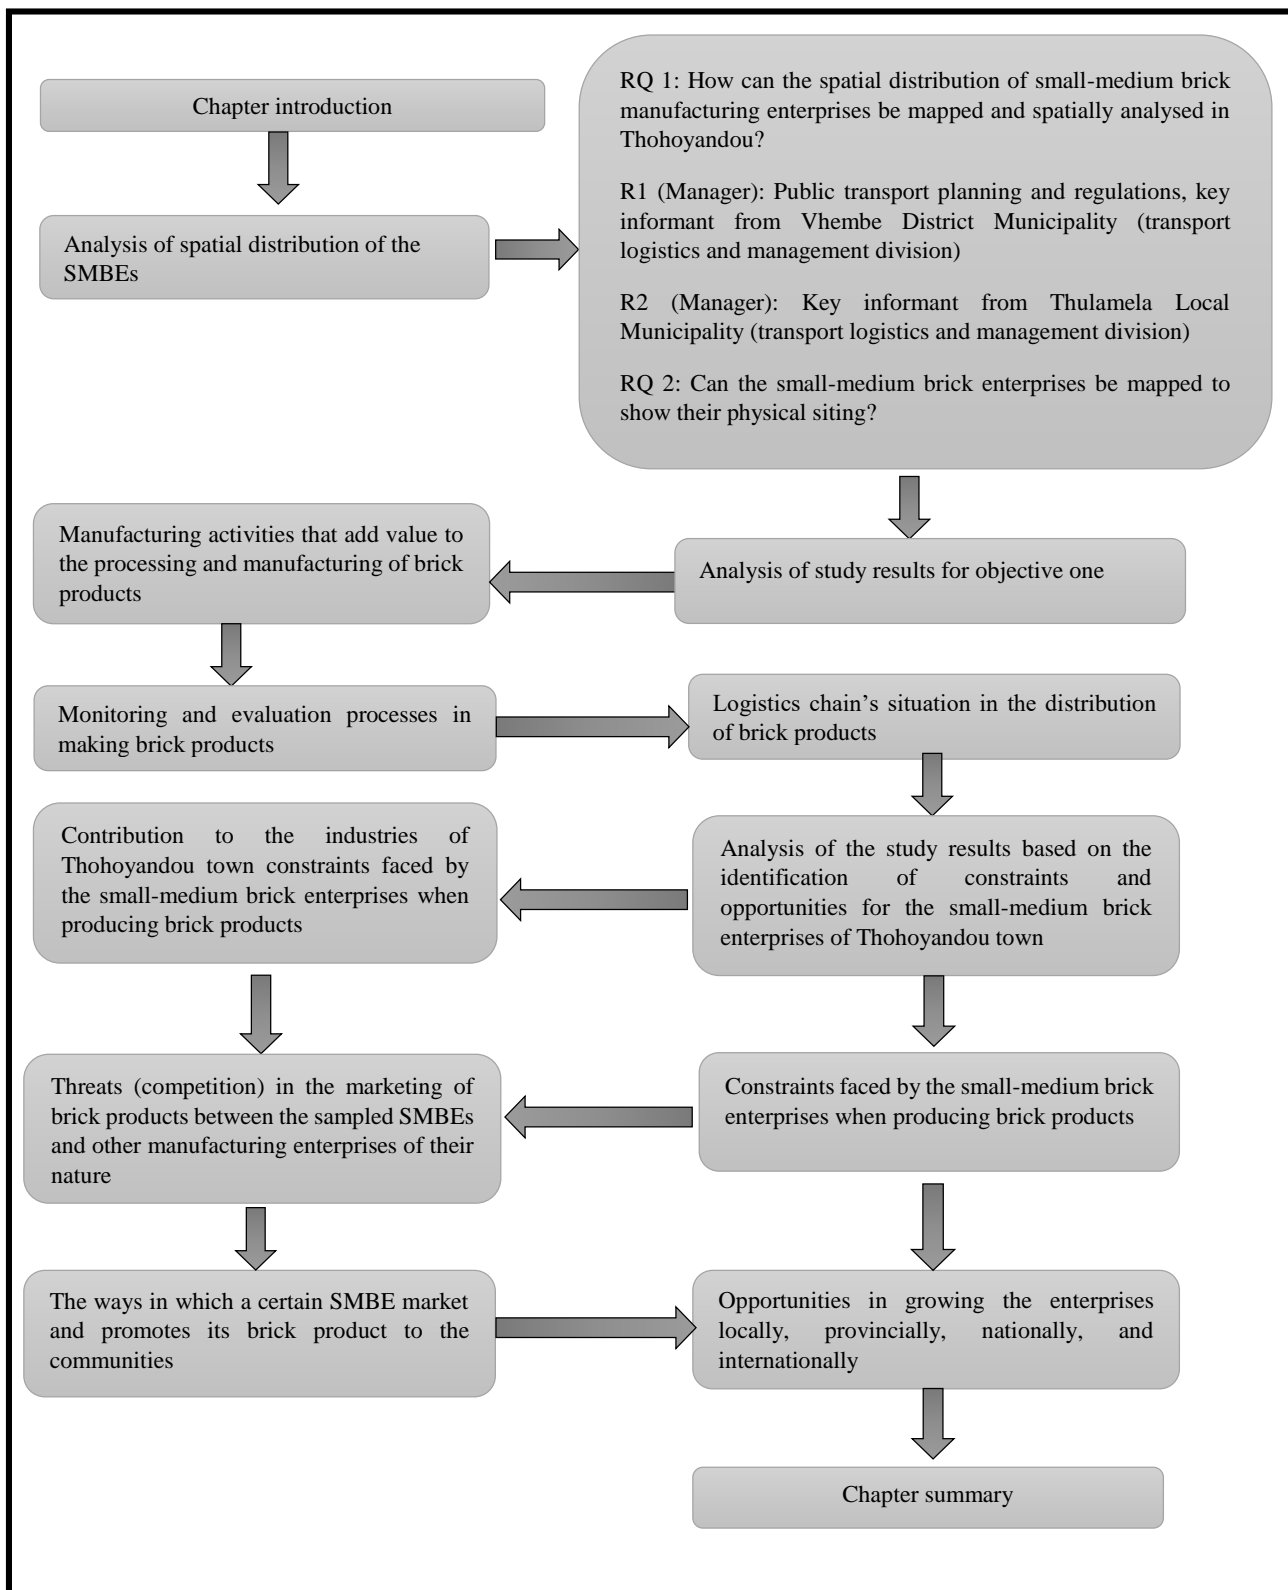 Chapter introduction
Analysis of spatial distribution of the
SMBEs
RQ 1: How can the spatial distribution of small-medium brick
manufacturing enterprises be mapped and spatially analysed in
Thohoyandou?
R1 (Manager): Public transport planning and regulations, key
informant from Vhembe District Municipality (transport
logistics and management division)
R2 (Manager): Key informant from Thulamela Local
Municipality (transport logistics and management division)
RQ 2: Can the small-medium brick enterprises be mapped to
show their physical siting?
Analysis of study results for objective one
Manufacturing activities that add value to
the processing and manufacturing of brick
products
Monitoring and evaluation processes in
making brick products
Logistics chain’s situation in the distribution
of brick products
Analysis of the study results based on the
identification of constraints and
opportunities for the small-medium brick
enterprises of Thohoyandou town
Contribution to the industries of
Thohoyandou town constraints faced by
the small-medium brick enterprises when
producing brick products
Constraints faced by the small-medium brick
enterprises when producing brick products
Threats (competition) in the marketing of
brick products between the sampled SMBEs
and other manufacturing enterprises of their
nature
The ways in which a certain SMBE market
and promotes its brick product to the
communities
Opportunities in growing the enterprises
locally, provincially, nationally, and
internationally
Chapter summary